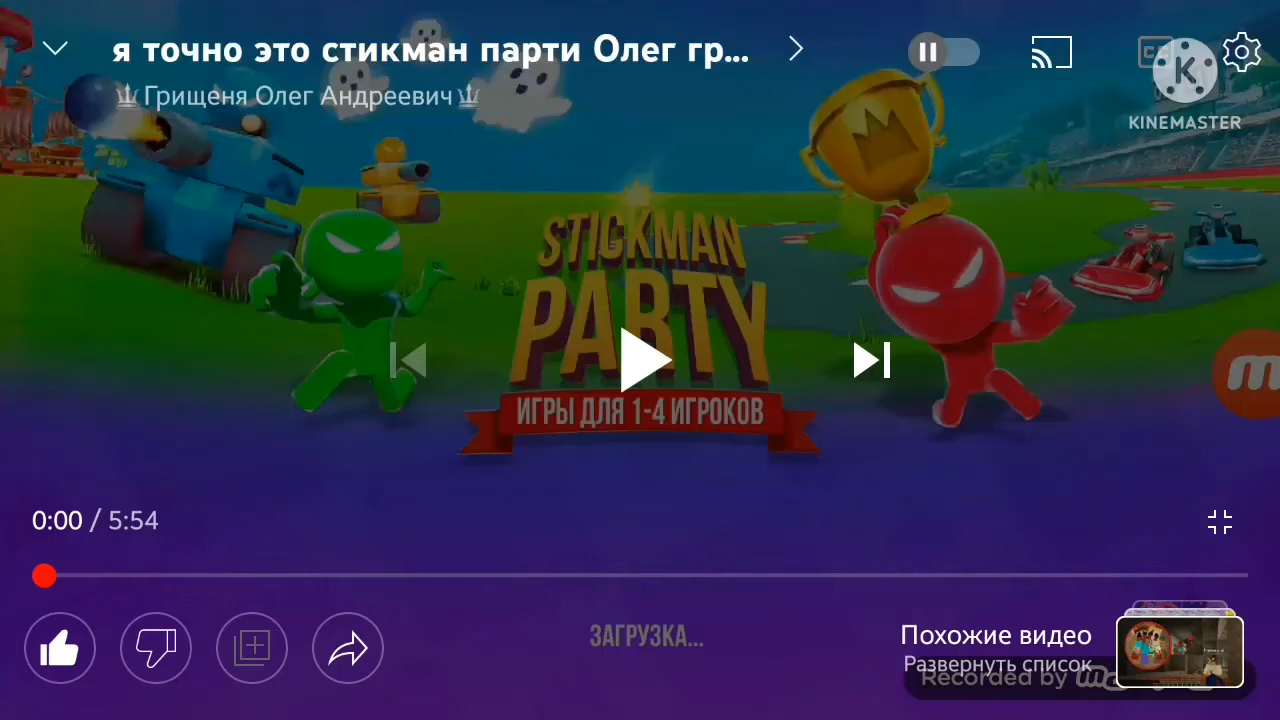 я точно это стикман парти Олег гр...
Грищеня Олег Андреевич
CC
K
KINEMASTER
STICKMAN
PARTY
ИГРЫ ДЛЯ 1-4 ИГРОКОВ
0:00 / 5:54
ЗАГРУЗКА...
Похожие видео
Развернуть список
Recorded by